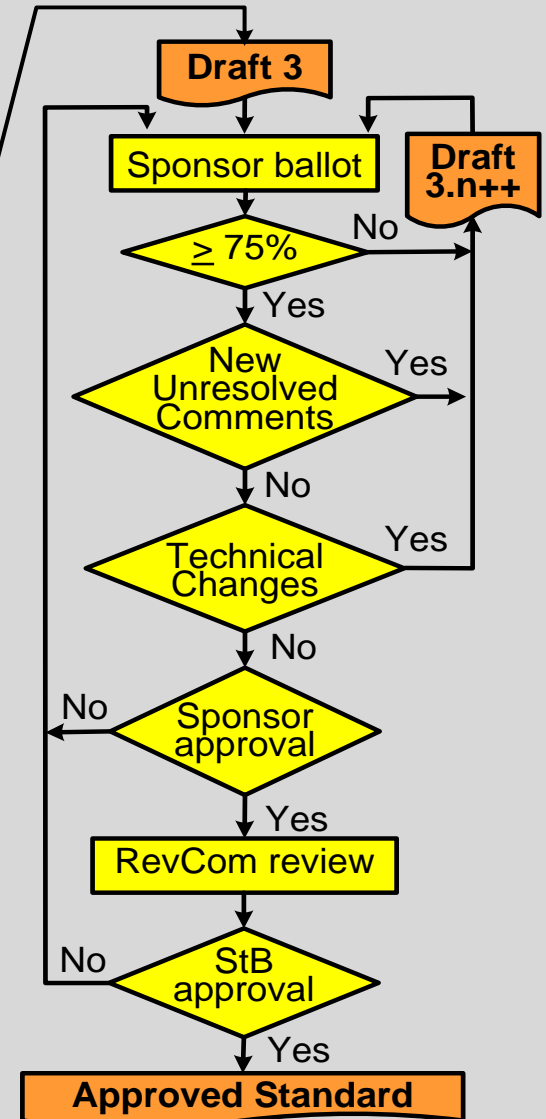 Draft 3
Sponsor ballot
Draft
3.n++
≥ 75%
No
Yes
New
Unresolved
Comments
Yes
No
Technical
Changes
Yes
No
Sponsor
approval
No
Yes
RevCom review
StB
approval
No
Yes
Approved Standard